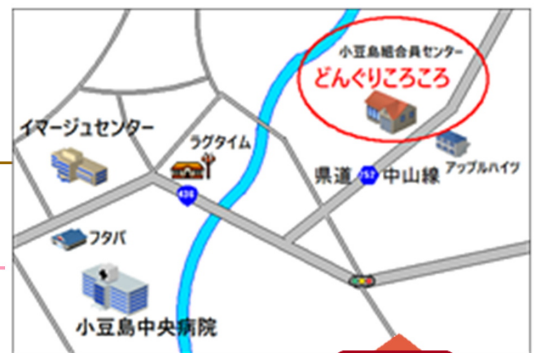 小豆島組合員センター
どんぐりころころ
イマージュセンター
ラグタイム
県道 252 中山線
アップルハイツ
436
フタバ
小豆島中央病院